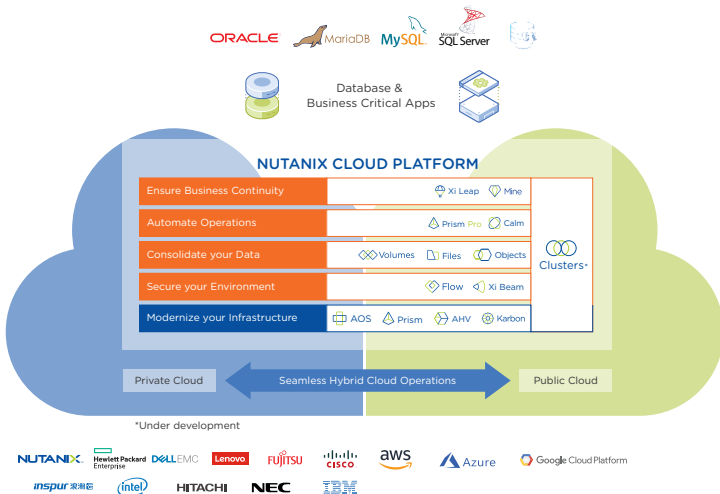 ORACLE
MariaDB
MySQL
Microsoft
SQL Server
Database &
Business Critical Apps
NUTANIX CLOUD PLATFORM
Ensure Business Continuity
Xi Leap
Mine
Automate Operations
Prism Pro
Calm
Consolidate your Data
Volumes
Files
Objects
Clusters*
Secure your Environment
Flow
Xi Beam
Modernize your Infrastructure
AOS
Prism
AHV
Karbon
Private Cloud
Seamless Hybrid Cloud Operations
Public Cloud
*Under development
NUTANIX
Hewlett Packard
Enterprise
DELLEMC
Lenovo
FUJITSU
CISCO
aws
Azure
Google Cloud Platform
inspur 浪潮
intel
HITACHI
NEC
IBM